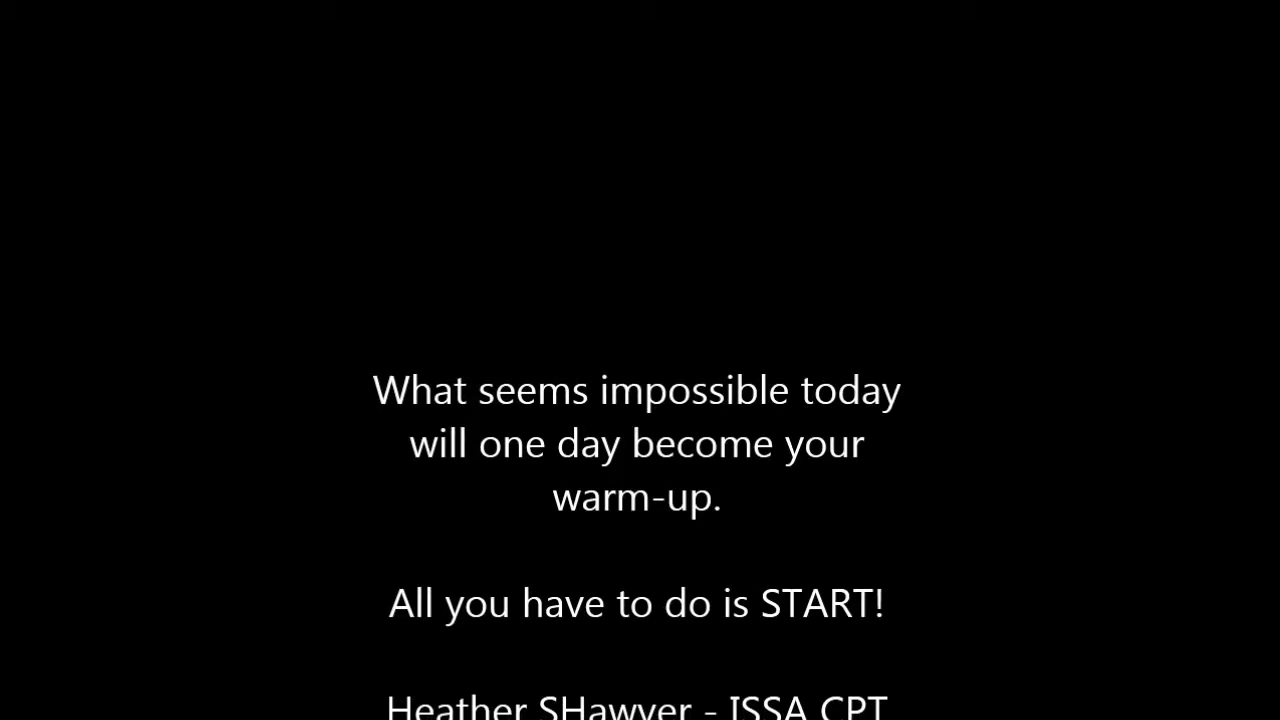 What seems impossible today
will one day become your
warm-up.
All you have to do is START!
Heather SHawyer - ISSA CPT